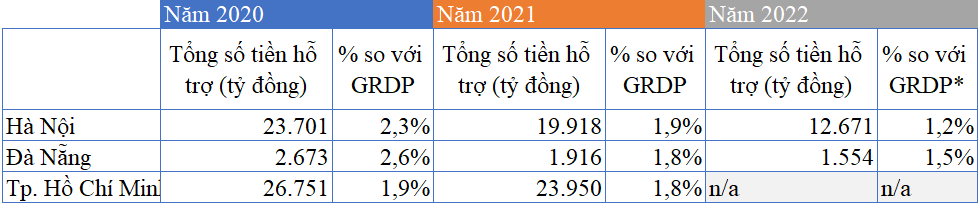 Năm 2020 Năm 2021 Năm 2022
Tổng số tiền hỗ trợ (tỷ đồng) % so với GRDP Tổng số tiền hỗ trợ (tỷ đồng) % so với GRDP Tổng số tiền hỗ trợ (tỷ đồng) % so với GRDP*
Hà Nội 23.701 2,3% 19.918 1,9% 12.671 1,2%
Đà Nẵng 2.673 2,6% 1.916 1,8% 1.554 1,5%
Tp. Hồ Chí Minh 26.751 1,9% 23.950 1,8% n/a n/a